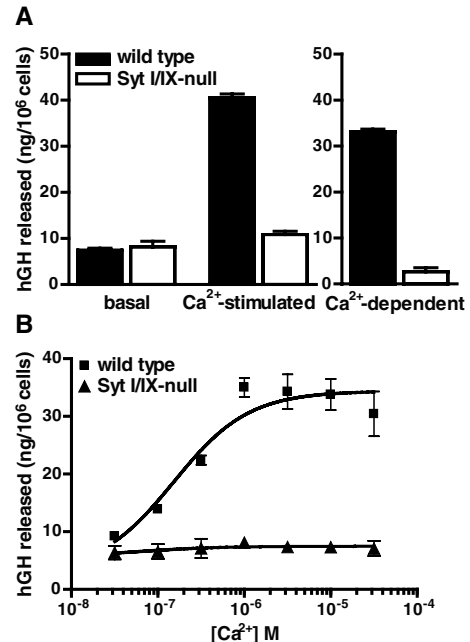 A
hGH released (ng/10⁶ cells)
50
40
30
20
10
0
wild type
Syt I/IX-null
basal
Ca²⁺-stimulated
50
40
30
20
10
0
Ca²⁺-dependent
B
hGH released (ng/10⁶ cells)
40
30
20
10
0
wild type
Syt I/IX-null
10⁻⁸
10⁻⁷
10⁻⁶
10⁻⁵
10⁻⁴
[Ca²⁺] M